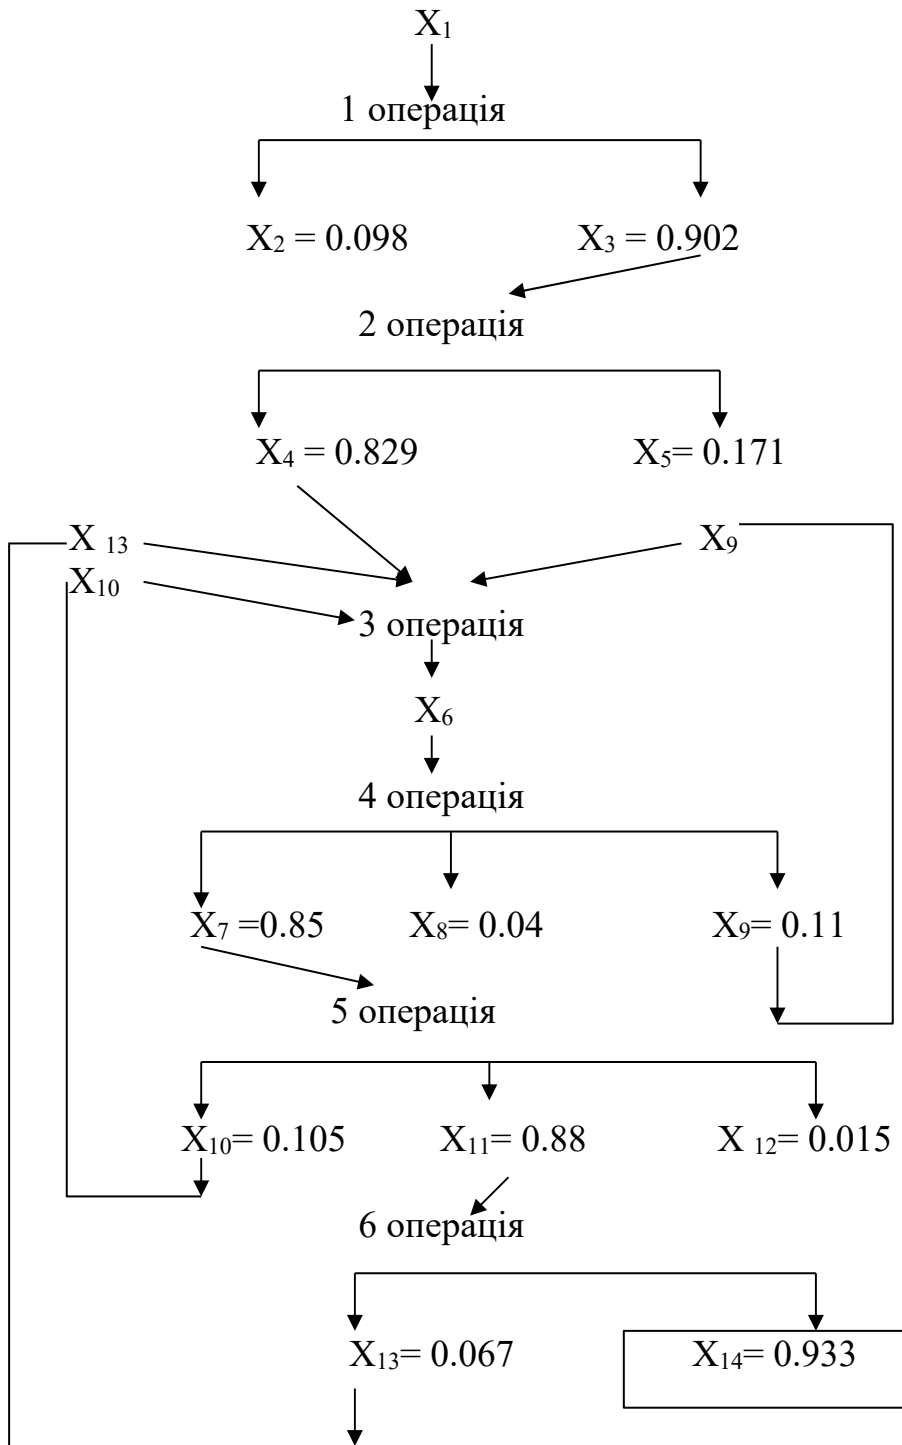 X₁
1 операція
X₂ = 0.098 X₃ = 0.902
2 операція
X₄ = 0.829 X₅= 0.171
X ₁₃ X₉
X₁₀
3 операція
X₆
4 операція
X₇ =0.85 X₈= 0.04 X₉= 0.11
5 операція
X₁₀= 0.105 X₁₁= 0.88 X ₁₂= 0.015
6 операція
X₁₃= 0.067 X₁₄= 0.933